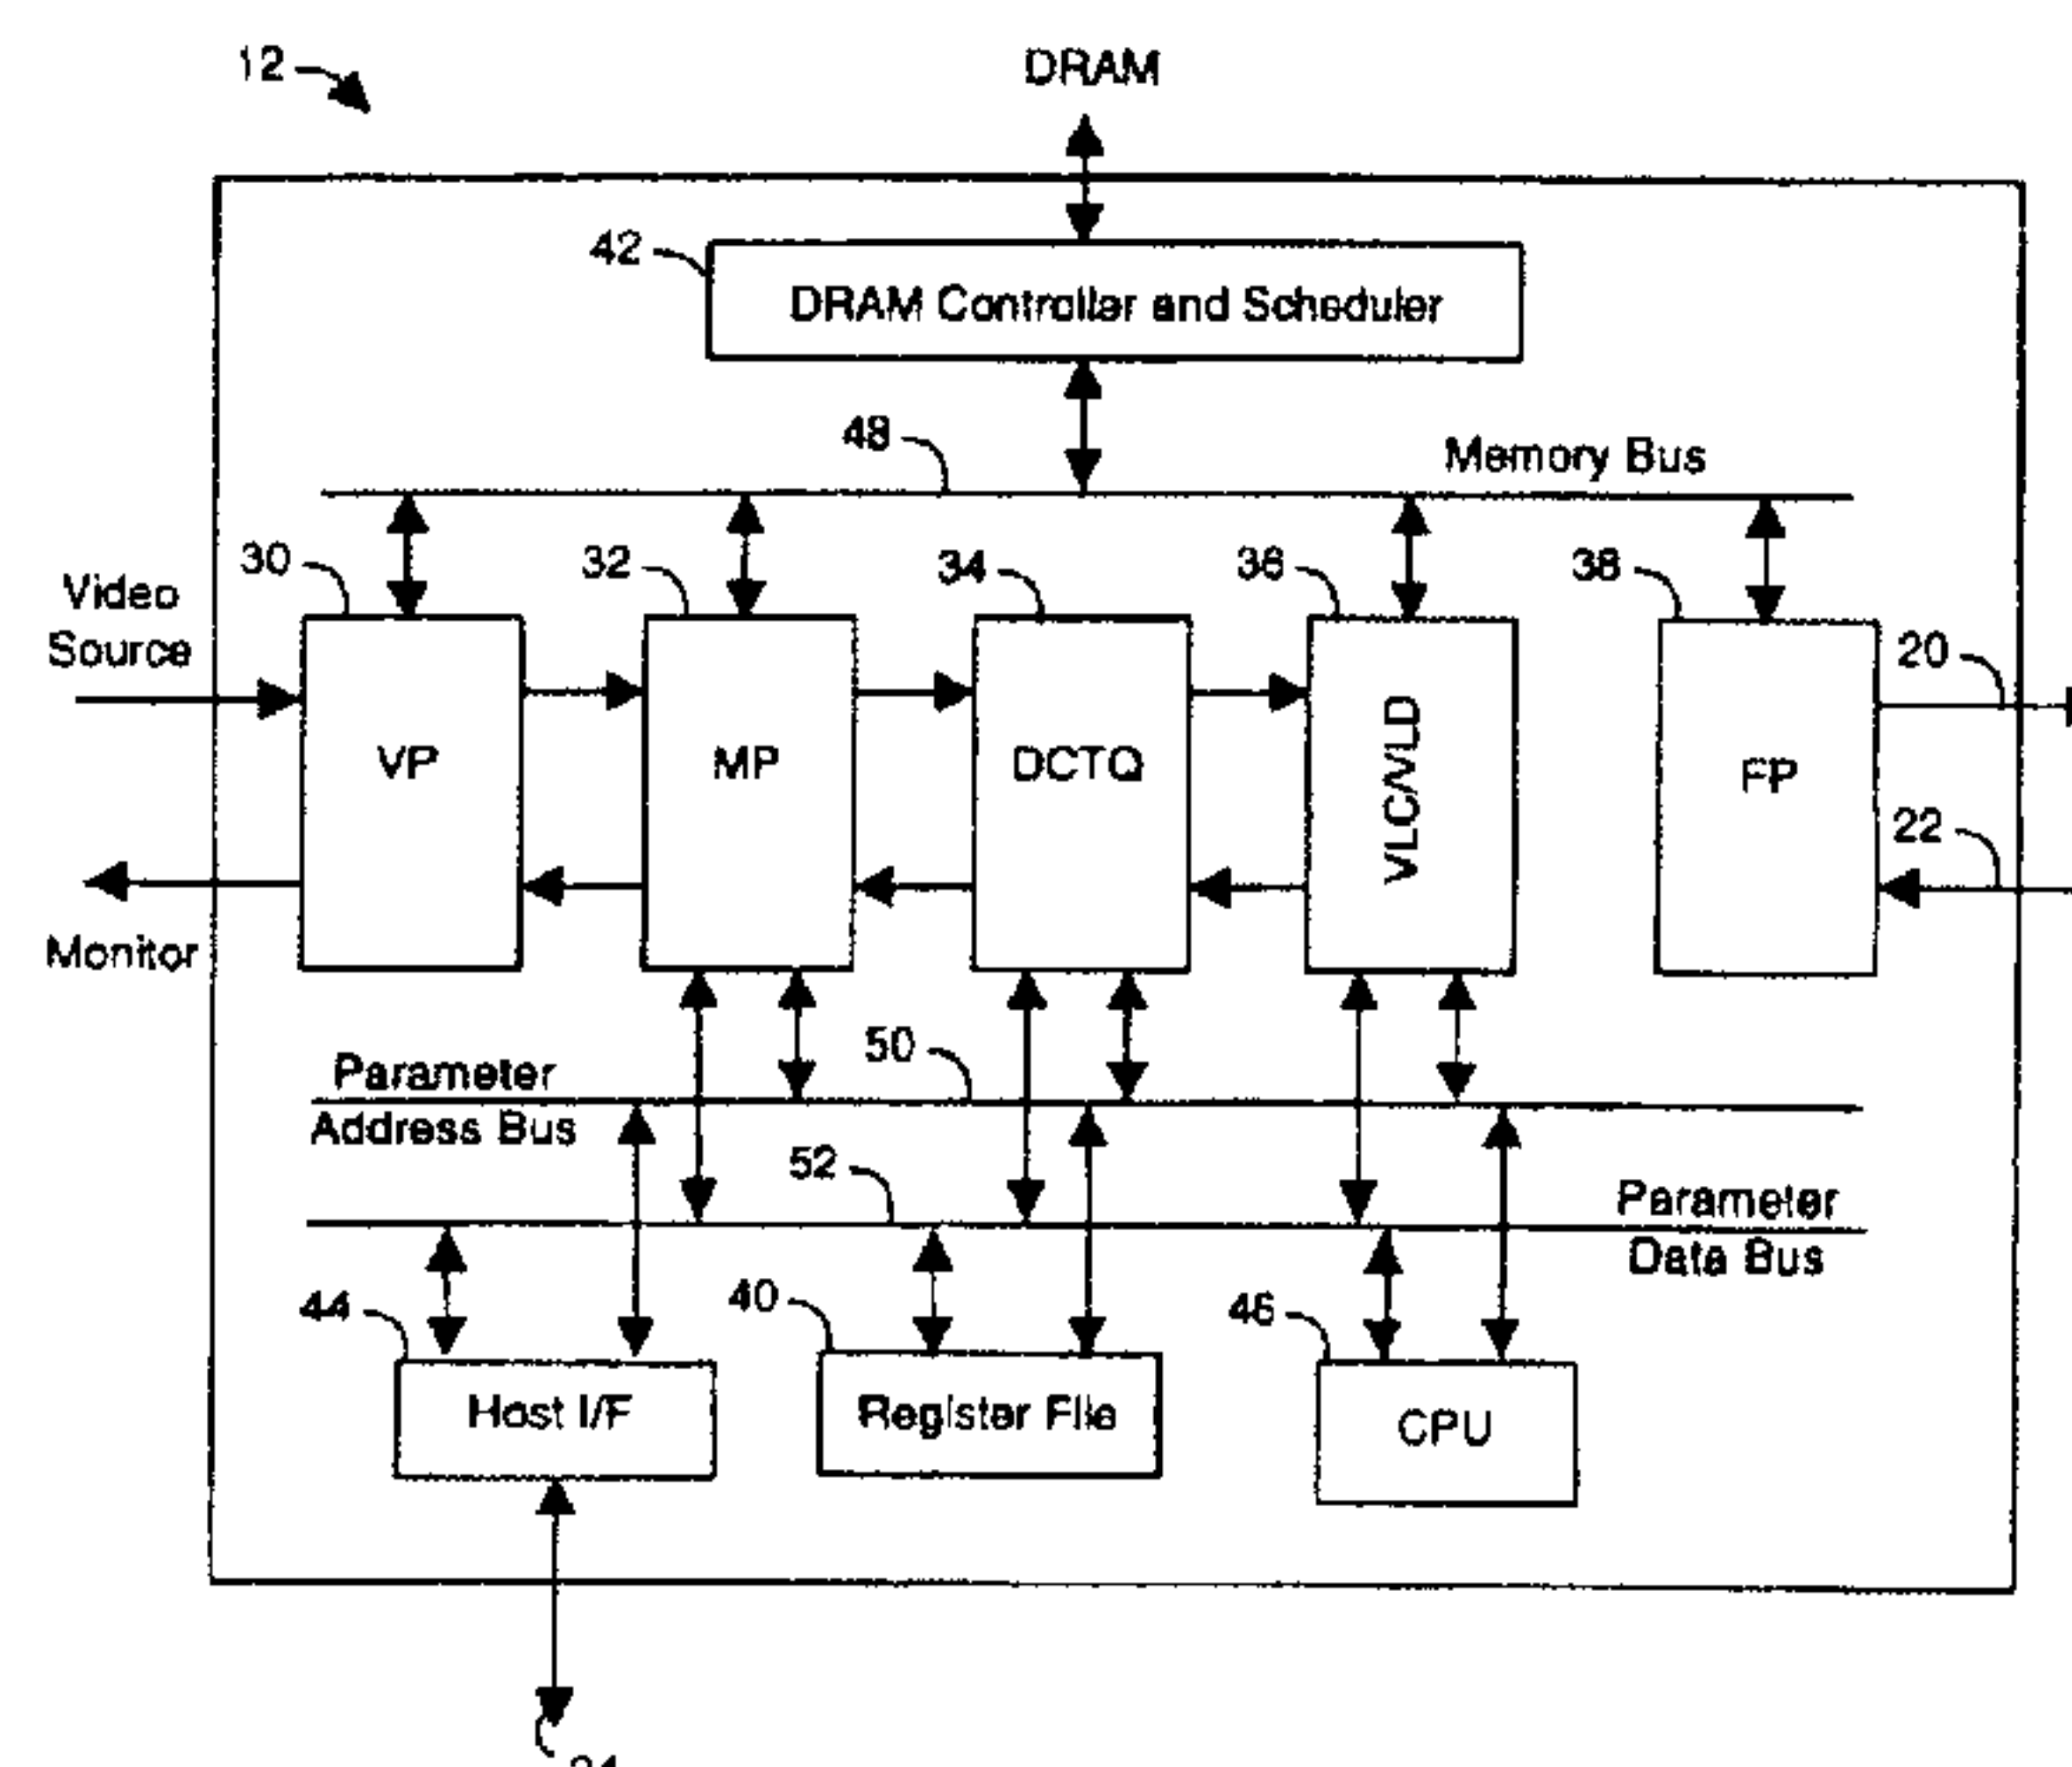 12
DRAM
42
DRAM Controller and Scheduler
48
Memory Bus
30
32
34
36
38
Video
Source
20
VP
MP
DCTQ
VLC/VLD
FP
22
Monitor
50
Parameter
Address Bus
52
Parameter
Data Bus
44
40
46
Host I/F
Register File
CPU